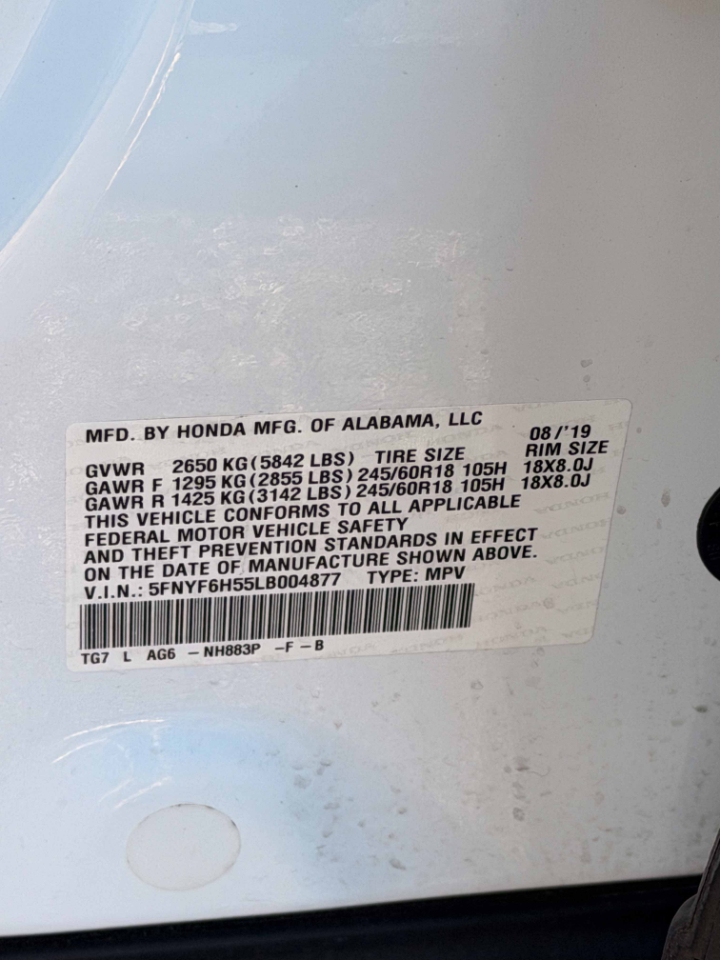 MFD. BY HONDA MFG. OF ALABAMA, LLC 08/'19
GVWR 2650 KG(5842 LBS) TIRE SIZE RIM SIZE
GAWR F 1295 KG(2855 LBS) 245/60R18 105H 18X8.0J
GAWR R 1425 KG(3142 LBS) 245/60R18 105H 18X8.0J
THIS VEHICLE CONFORMS TO ALL APPLICABLE
FEDERAL MOTOR VEHICLE SAFETY
AND THEFT PREVENTION STANDARDS IN EFFECT
ON THE DATE OF MANUFACTURE SHOWN ABOVE.
V.I.N.: 5FNYF6H55LB004877 TYPE: MPV
TG7 L AG6 -NH883P -F-B